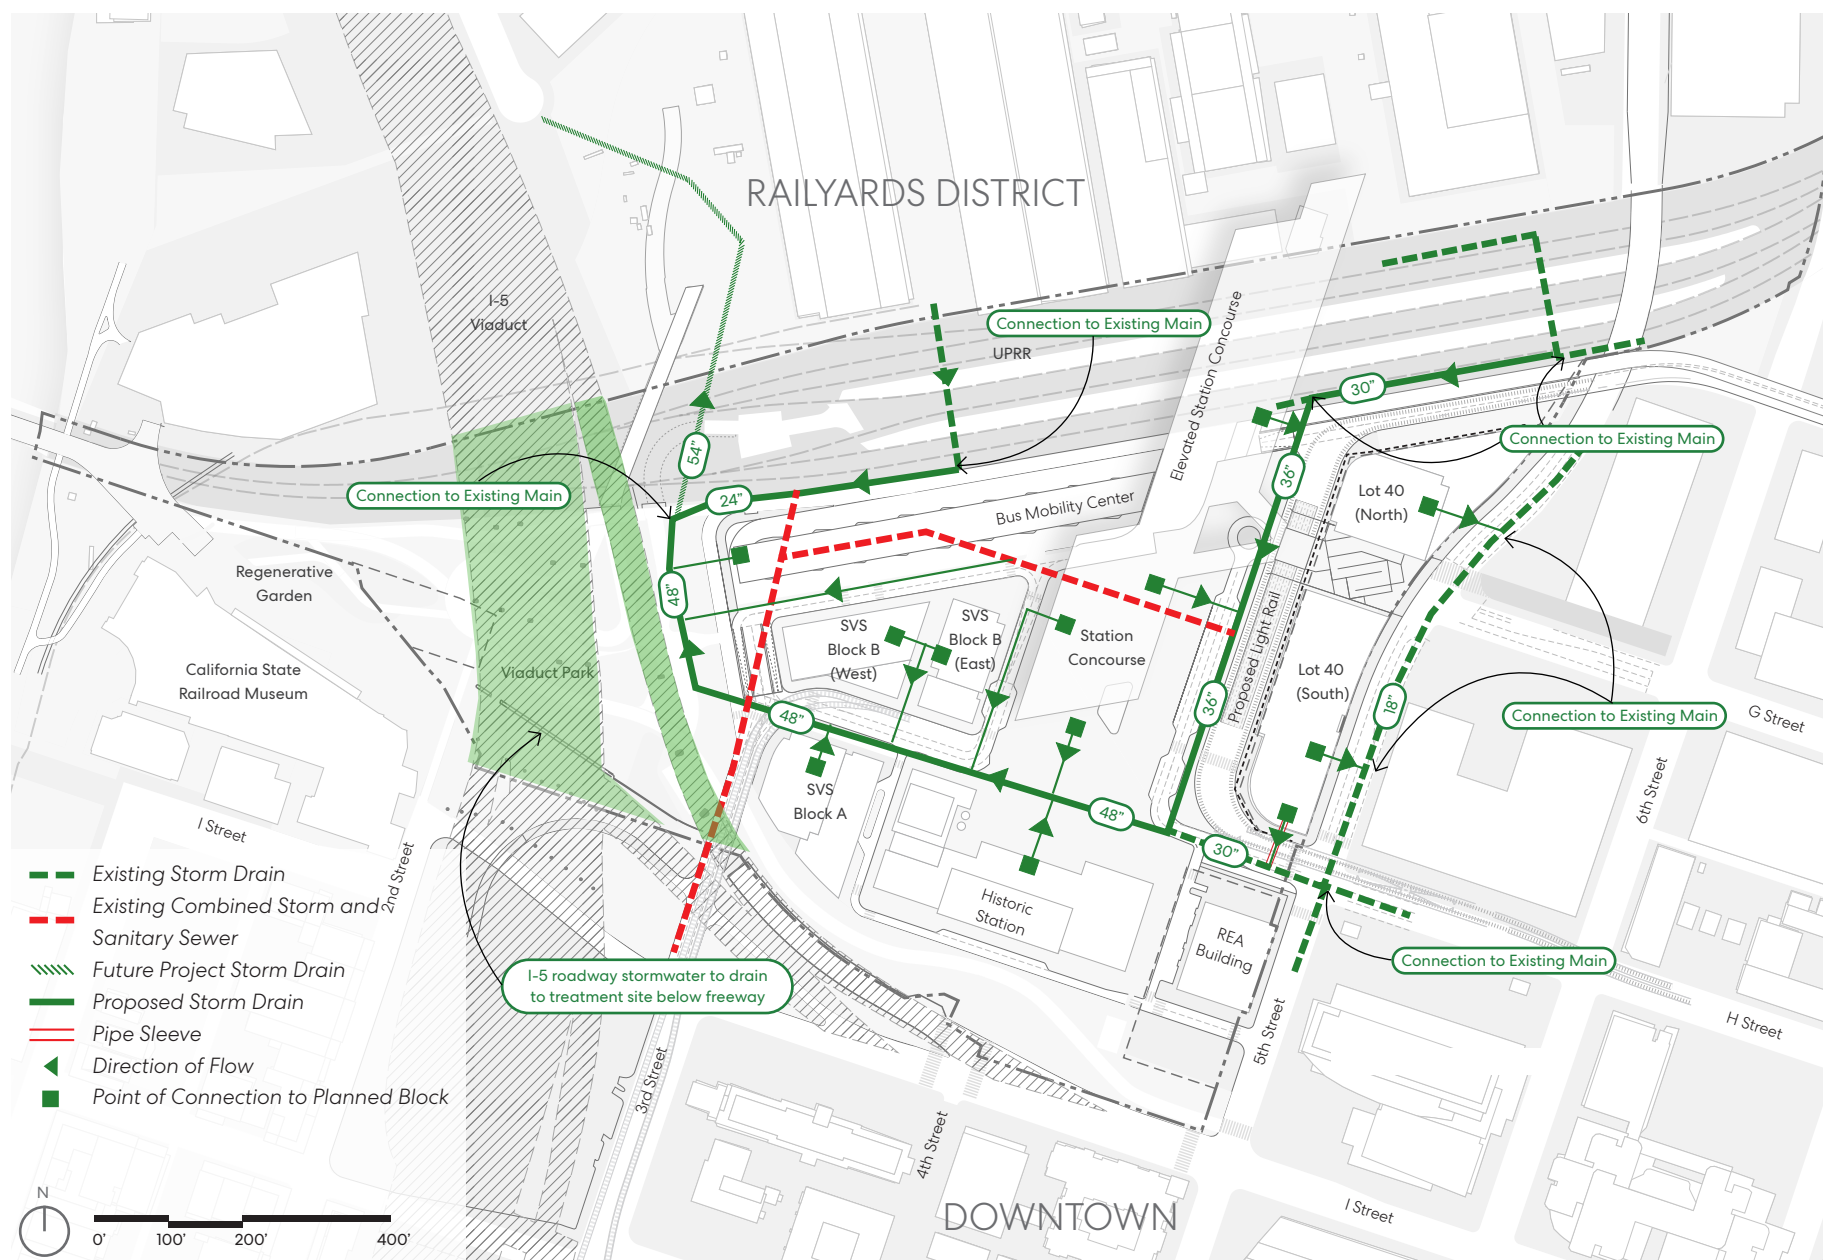 RAILYARDS DISTRICT
I-5
Viaduct
Connection to Existing Main
UPRR
Elevated Station Concourse
30”
54”
36”
Connection to Existing Main
Connection to Existing Main
24”
Bus Mobility Center
Lot 40
(North)
Regenerative
Garden
48”
SVS
Block B
(West)
SVS
Block B
(East)
Station
Concourse
Proposed Light Rail
California State
Railroad Museum
Viaduct Park
Lot 40
(South)
36”
18”
48”
Connection to Existing Main
G Street
6th Street
SVS
Block A
48”
30”
I Street
2nd Street
Historic
Station
REA
Building
Connection to Existing Main
I-5 roadway stormwater to drain
to treatment site below freeway
H Street
5th Street
3rd Street
4th Street
I Street
DOWNTOWN
Existing Storm Drain
Existing Combined Storm and
Sanitary Sewer
Future Project Storm Drain
Proposed Storm Drain
Pipe Sleeve
Direction of Flow
Point of Connection to Planned Block
N
0’ 100’ 200’ 400’